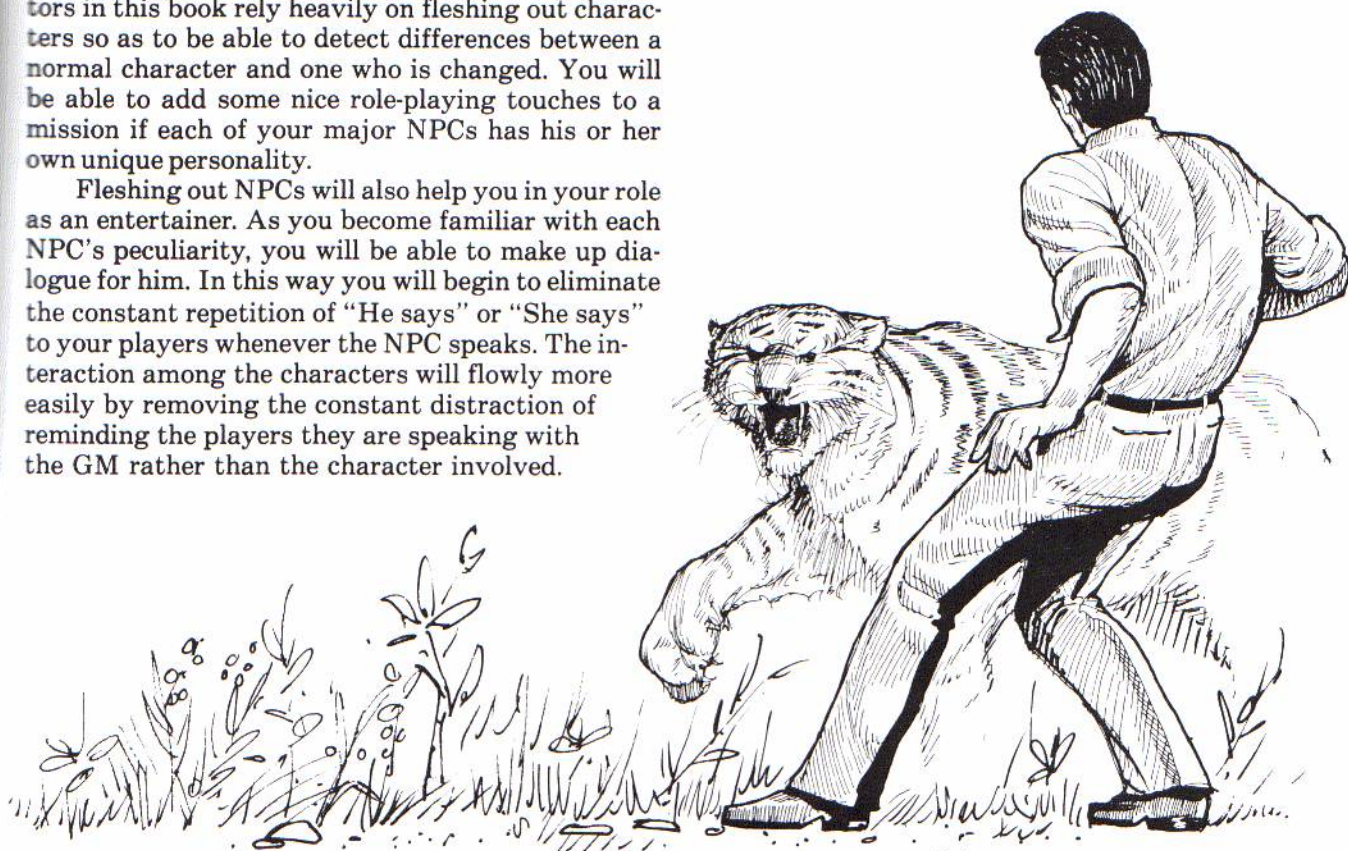 tors in this book rely heavily on fleshing out charac-
ters so as to be able to detect differences between a
normal character and one who is changed. You will
be able to add some nice role-playing touches to a
mission if each of your major NPCs has his or her
own unique personality.
Fleshing out NPCs will also help you in your role
as an entertainer. As you become familiar with each
NPC's peculiarity, you will be able to make up dia-
logue for him. In this way you will begin to eliminate
the constant repetition of "He says" or "She says"
to your players whenever the NPC speaks. The in-
teraction among the characters will flowly more
easily by removing the constant distraction of
reminding the players they are speaking with
the GM rather than the character involved.